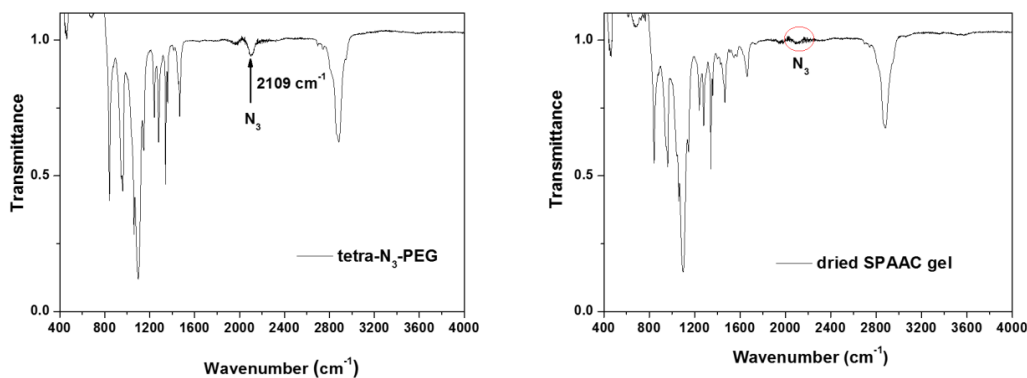 1.0
0.5
0.0
Transmittance
2109 cm⁻¹
N₃
tetra-N₃-PEG
400 800 1200 1600 2000 2400 2800 3200 3600 4000
Wavenumber (cm⁻¹)
1.0
0.5
0.0
Transmittance
N₃
dried SPAAC gel
400 800 1200 1600 2000 2400 2800 3200 3600 4000
Wavenumber (cm⁻¹)